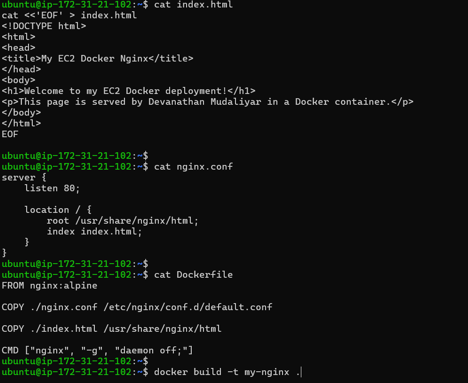 ubuntu@ip-172-31-21-102:~$ cat index.html
cat <<'EOF' > index.html
<!DOCTYPE html>
<html>
<head>
<title>My EC2 Docker Nginx</title>
</head>
<body>
<h1>Welcome to my EC2 Docker deployment!</h1>
<p>This page is served by Devanathan Mudaliyar in a Docker container.</p>
</body>
</html>
EOF
ubuntu@ip-172-31-21-102:~$
ubuntu@ip-172-31-21-102:~$ cat nginx.conf
server {
    listen 80;

    location / {
        root /usr/share/nginx/html;
        index index.html;
    }
}
ubuntu@ip-172-31-21-102:~$
ubuntu@ip-172-31-21-102:~$ cat Dockerfile
FROM nginx:alpine

COPY ./nginx.conf /etc/nginx/conf.d/default.conf

COPY ./index.html /usr/share/nginx/html

CMD ["nginx", "-g", "daemon off;"]
ubuntu@ip-172-31-21-102:~$
ubuntu@ip-172-31-21-102:~$ docker build -t my-nginx .